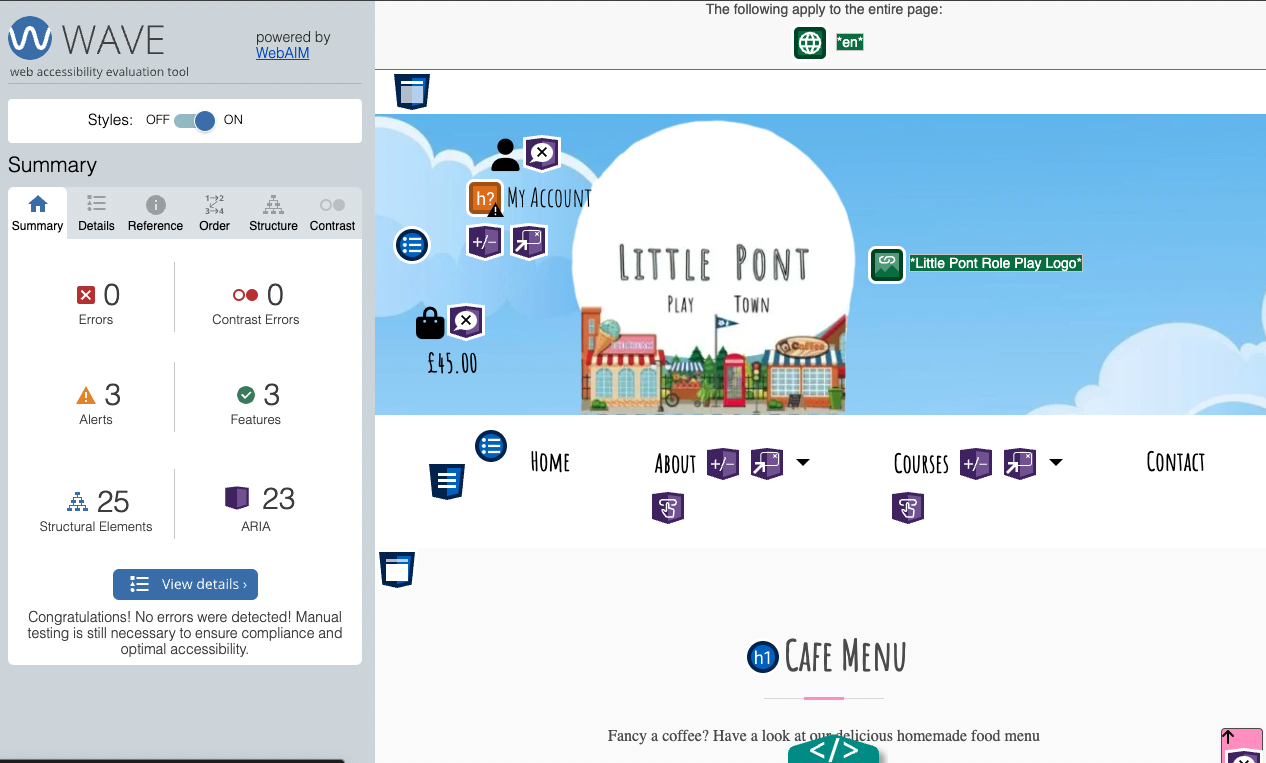 WAVE
powered by
WebAIM
web accessibility evaluation tool
Styles: OFF ON
Summary
Summary Details Reference Order Structure Contrast
0
Errors
0
Contrast Errors
3
Alerts
3
Features
25
Structural Elements
23
ARIA
View details ›
Congratulations! No errors were detected! Manual
testing is still necessary to ensure compliance and
optimal accessibility.
The following apply to the entire page:
*en*
h? My Account
+/-
£45.00
Little Pont
Play Town
Coffee
*Little Pont Role Play Logo*
Home About +/- Courses +/- Contact
h1 Cafe Menu
Fancy a coffee? Have a look at our delicious homemade food menu
</>